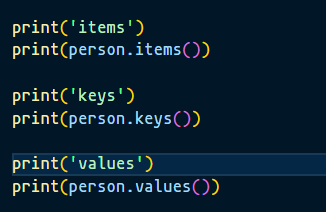 print('items')
print(person.items())
print('keys')
print(person.keys())
print('values')
print(person.values())